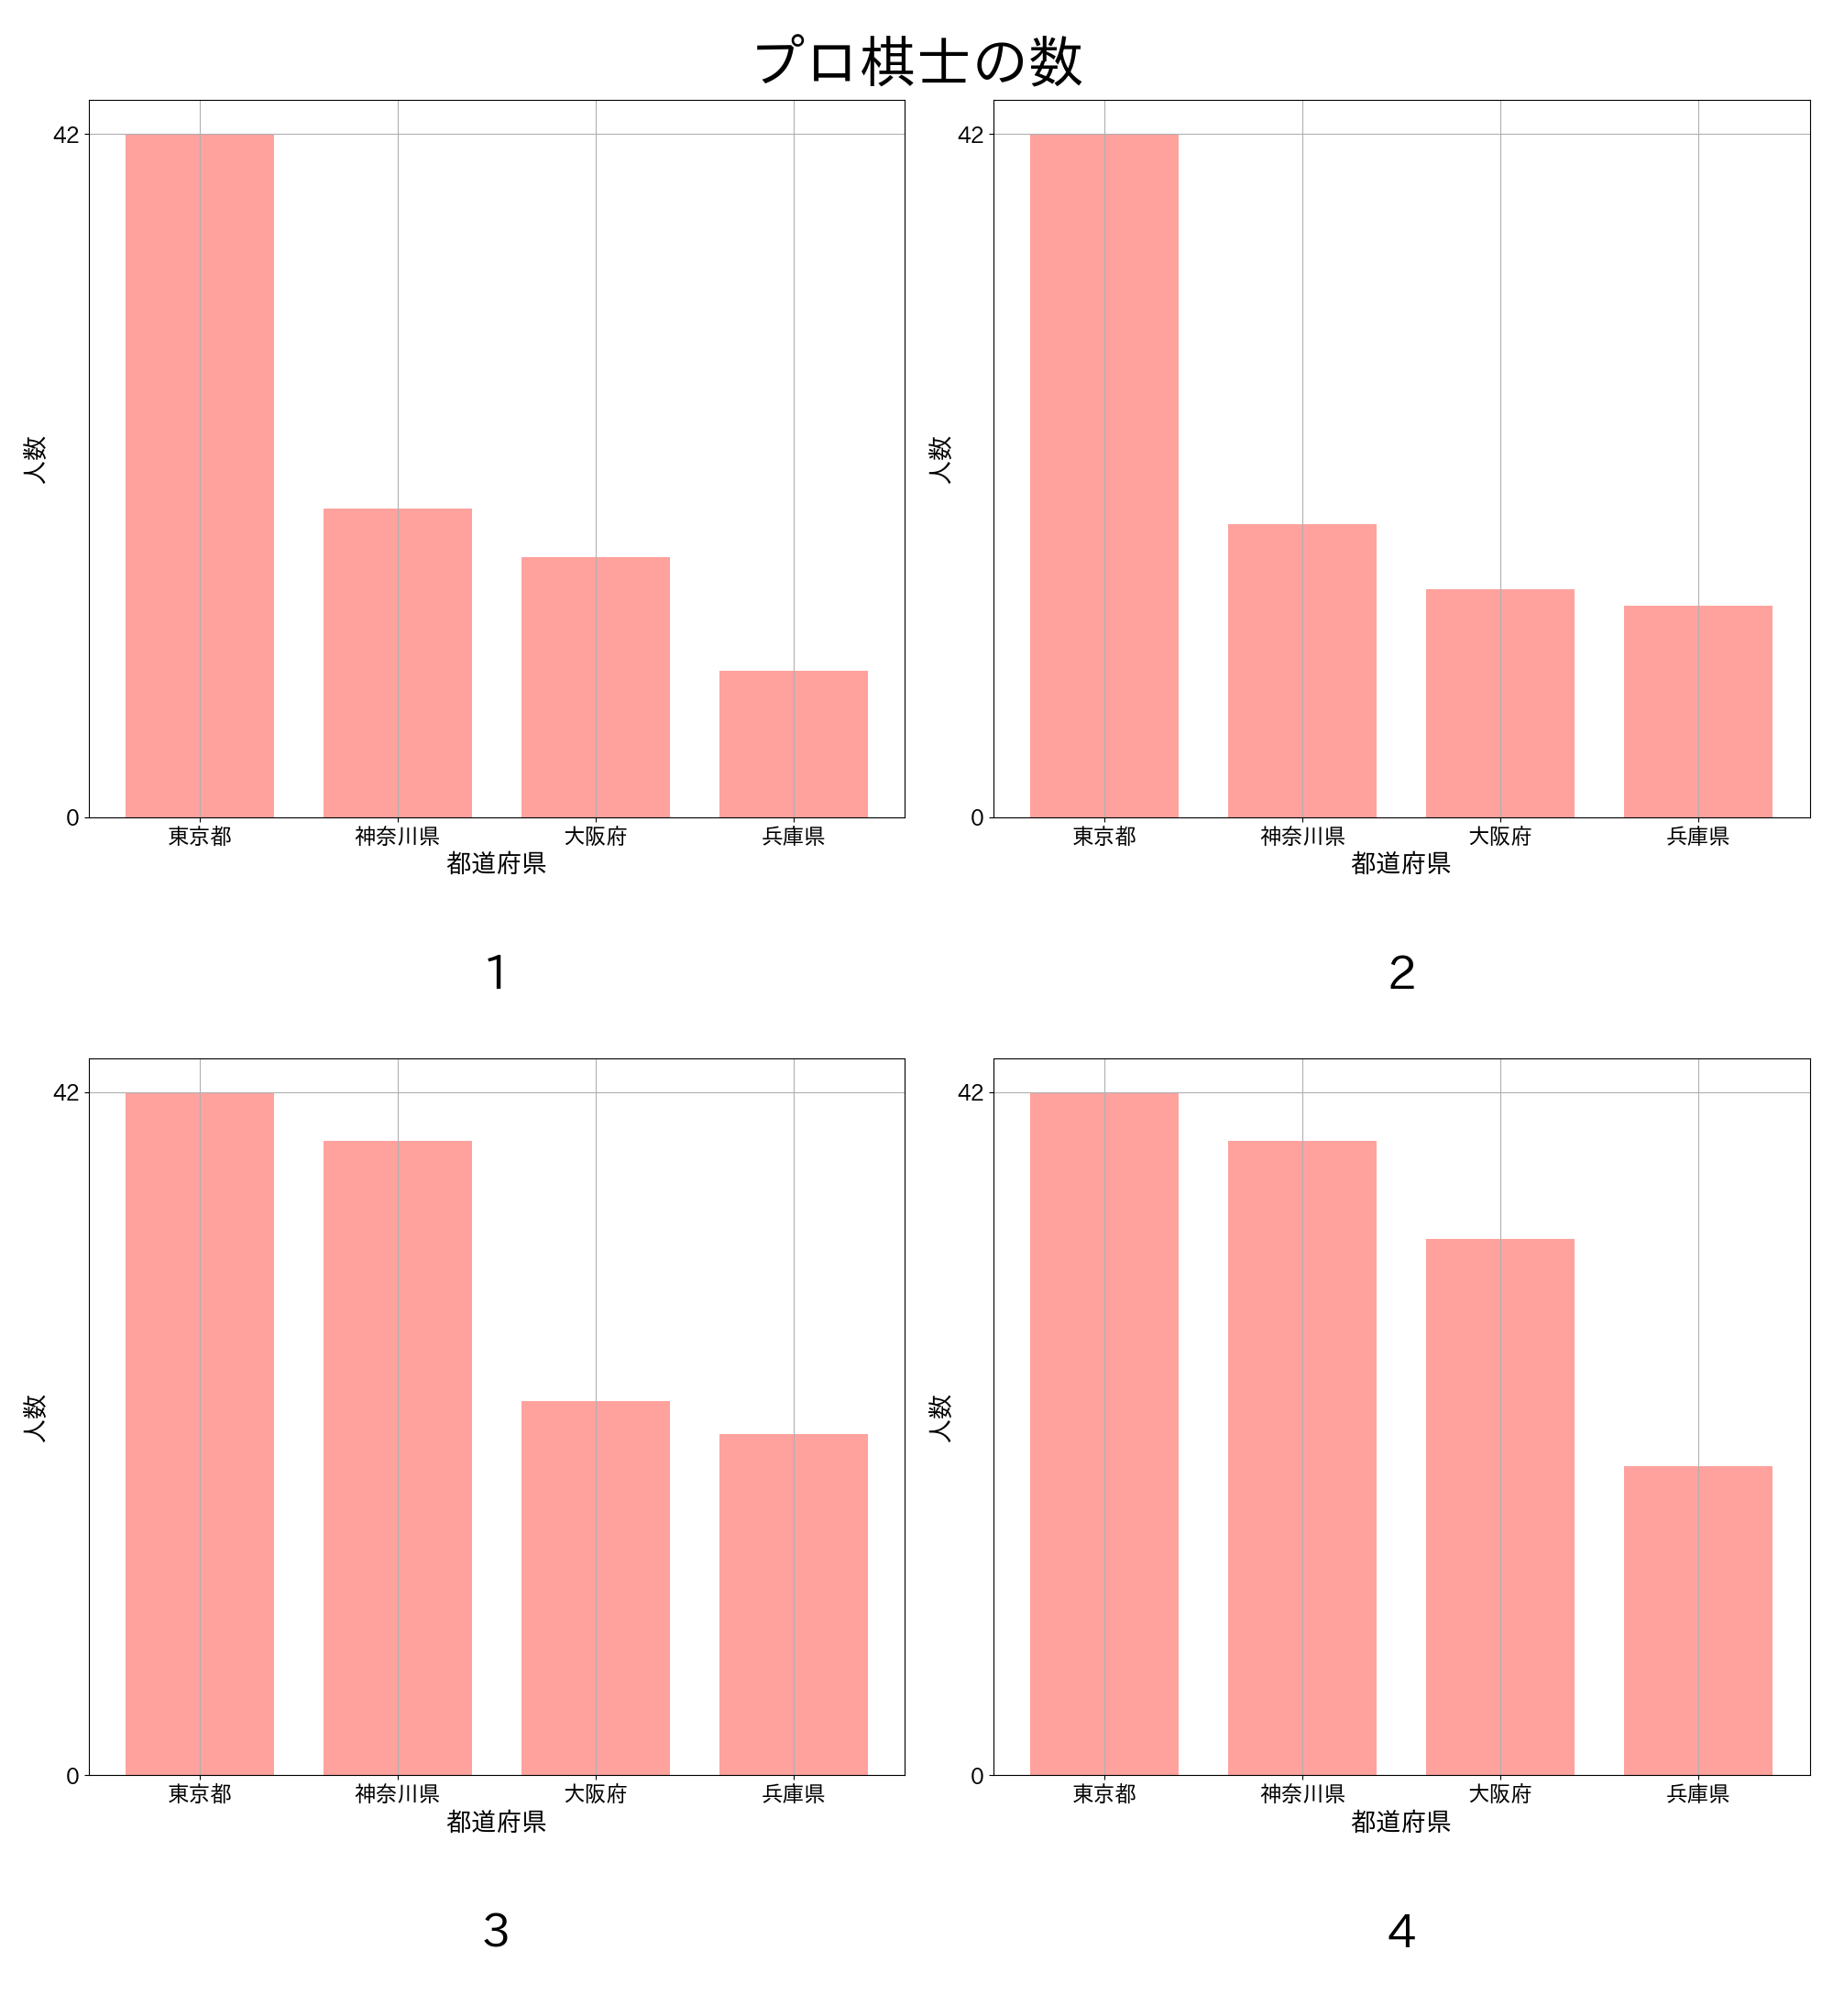 プロ棋士の数
42
0
人数
東京都 神奈川県 大阪府 兵庫県
都道府県
1
42
0
人数
東京都 神奈川県 大阪府 兵庫県
都道府県
2
42
0
人数
東京都 神奈川県 大阪府 兵庫県
都道府県
3
42
0
人数
東京都 神奈川県 大阪府 兵庫県
都道府県
4